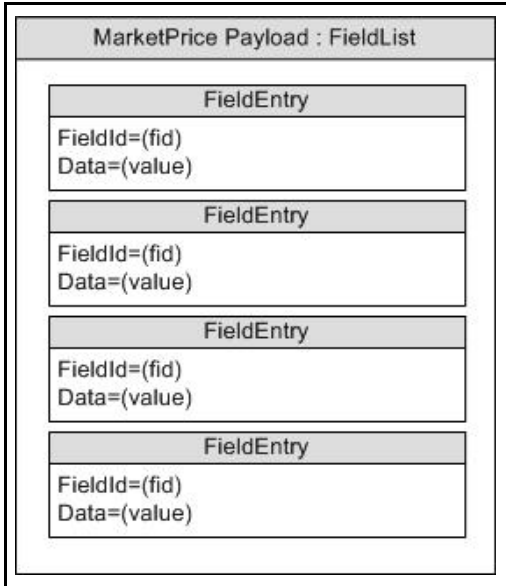 MarketPrice Payload : FieldList
FieldEntry
FieldId=(fid)
Data=(value)
FieldEntry
FieldId=(fid)
Data=(value)
FieldEntry
FieldId=(fid)
Data=(value)
FieldEntry
FieldId=(fid)
Data=(value)